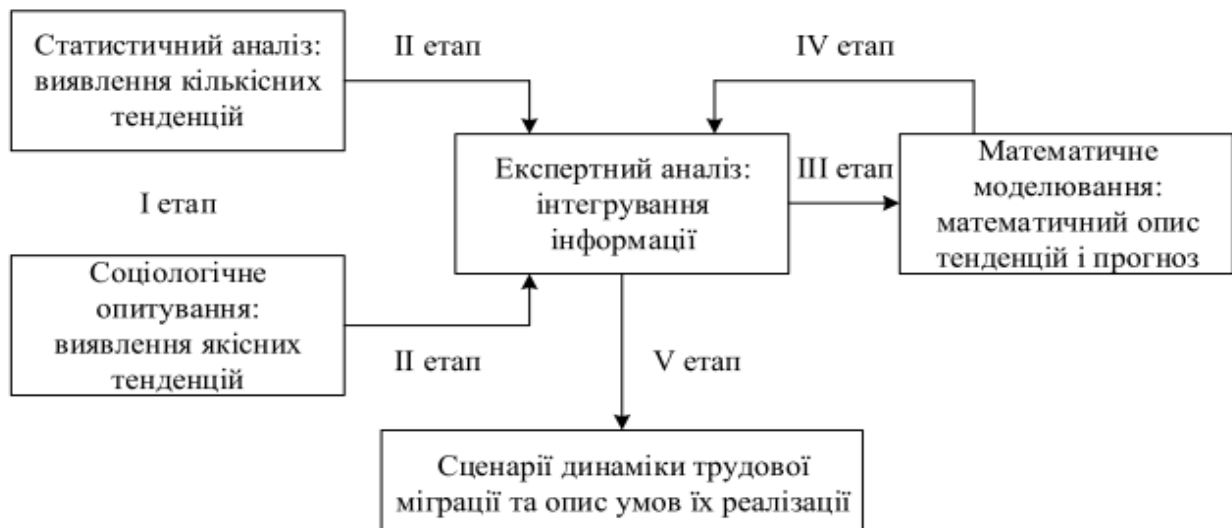 Статистичний аналіз:
виявлення кількісних
тенденцій
II етап
IV етап
Експертний аналіз:
інтегрування
інформації
III етап
Математичне
моделювання:
математичний опис
тенденцій і прогноз
I етап
Соціологічне
опитування:
виявлення якісних
тенденцій
II етап
V етап
Сценарії динаміки трудової
міграції та опис умов їх реалізації